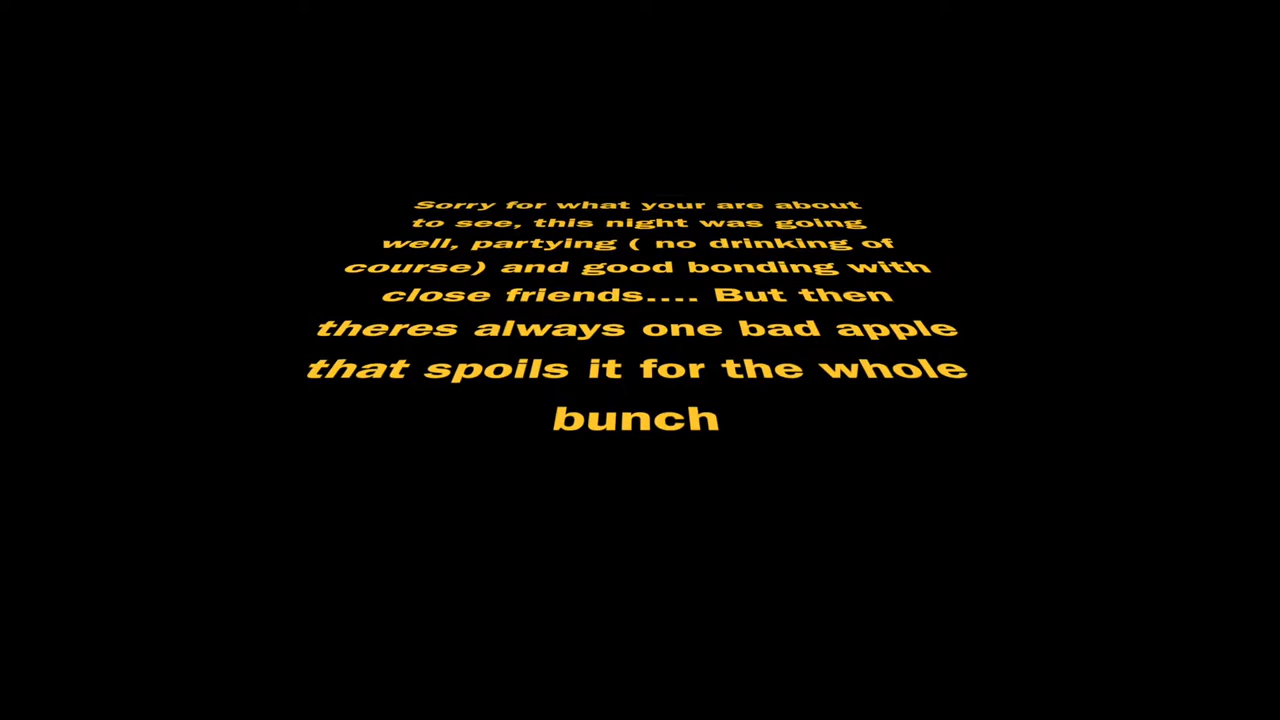 Sorry for what your are about
to see, this night was going
well, partying ( no drinking of
course) and good bonding with
close friends.... But then
theres always one bad apple
that spoils it for the whole
bunch